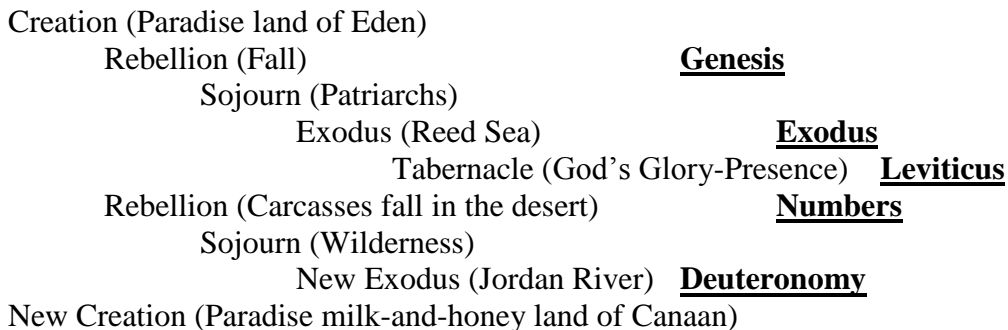 Creation (Paradise land of Eden)
Rebellion (Fall) Genesis
Sojourn (Patriarchs)
Exodus (Reed Sea) Exodus
Tabernacle (God’s Glory-Presence) Leviticus
Rebellion (Carcasses fall in the desert) Numbers
Sojourn (Wilderness)
New Exodus (Jordan River) Deuteronomy
New Creation (Paradise milk-and-honey land of Canaan)